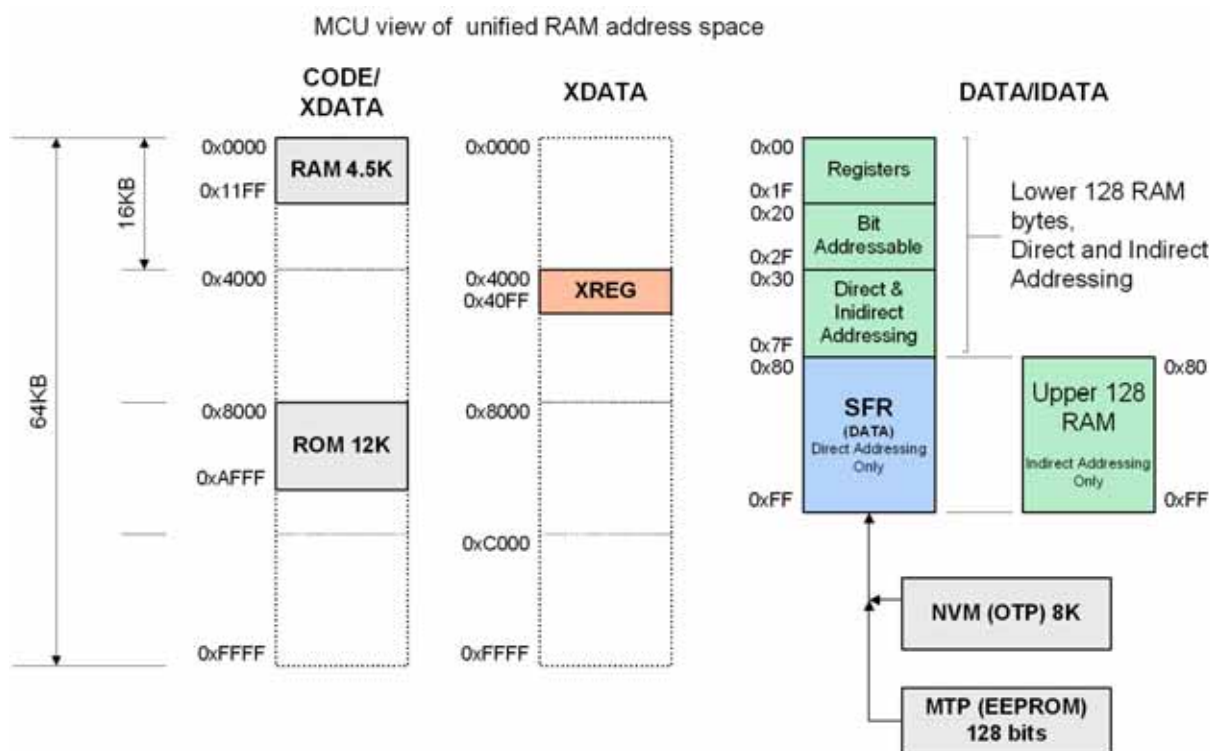 MCU view of unified RAM address space
CODE/
XDATA
XDATA
DATA/IDATA
64KB
16KB
0x0000
0x11FF
0x4000
0x8000
0xAFFF
0xFFFF
RAM 4.5K
ROM 12K
0x0000
0x4000
0x40FF
0x8000
0xC000
0xFFFF
XREG
0x00
0x1F
0x20
0x2F
0x30
0x7F
0x80
0xFF
Registers
Bit
Addressable
Direct &
Inidirect
Addressing
SFR
(DATA)
Direct Addressing
Only
Lower 128 RAM
bytes,
Direct and Indirect
Addressing
Upper 128
RAM
Indirect Addressing
Only
0x80
0xFF
NVM (OTP) 8K
MTP (EEPROM)
128 bits